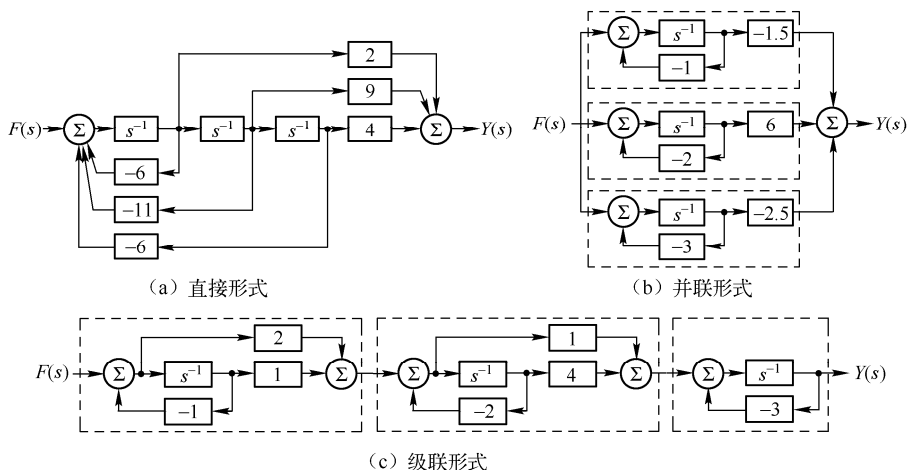 2
9
F(s) Σ s⁻¹ s⁻¹ s⁻¹ 4 Σ Y(s)
−6
−11
−6
（a）直接形式
Σ s⁻¹ −1.5
−1
F(s) Σ s⁻¹ 6 Σ Y(s)
−2
Σ s⁻¹ −2.5
−3
（b）并联形式
2 1
F(s) Σ s⁻¹ 1 Σ Σ s⁻¹ 4 Σ Σ s⁻¹ Y(s)
−1 −2 −3
（c）级联形式